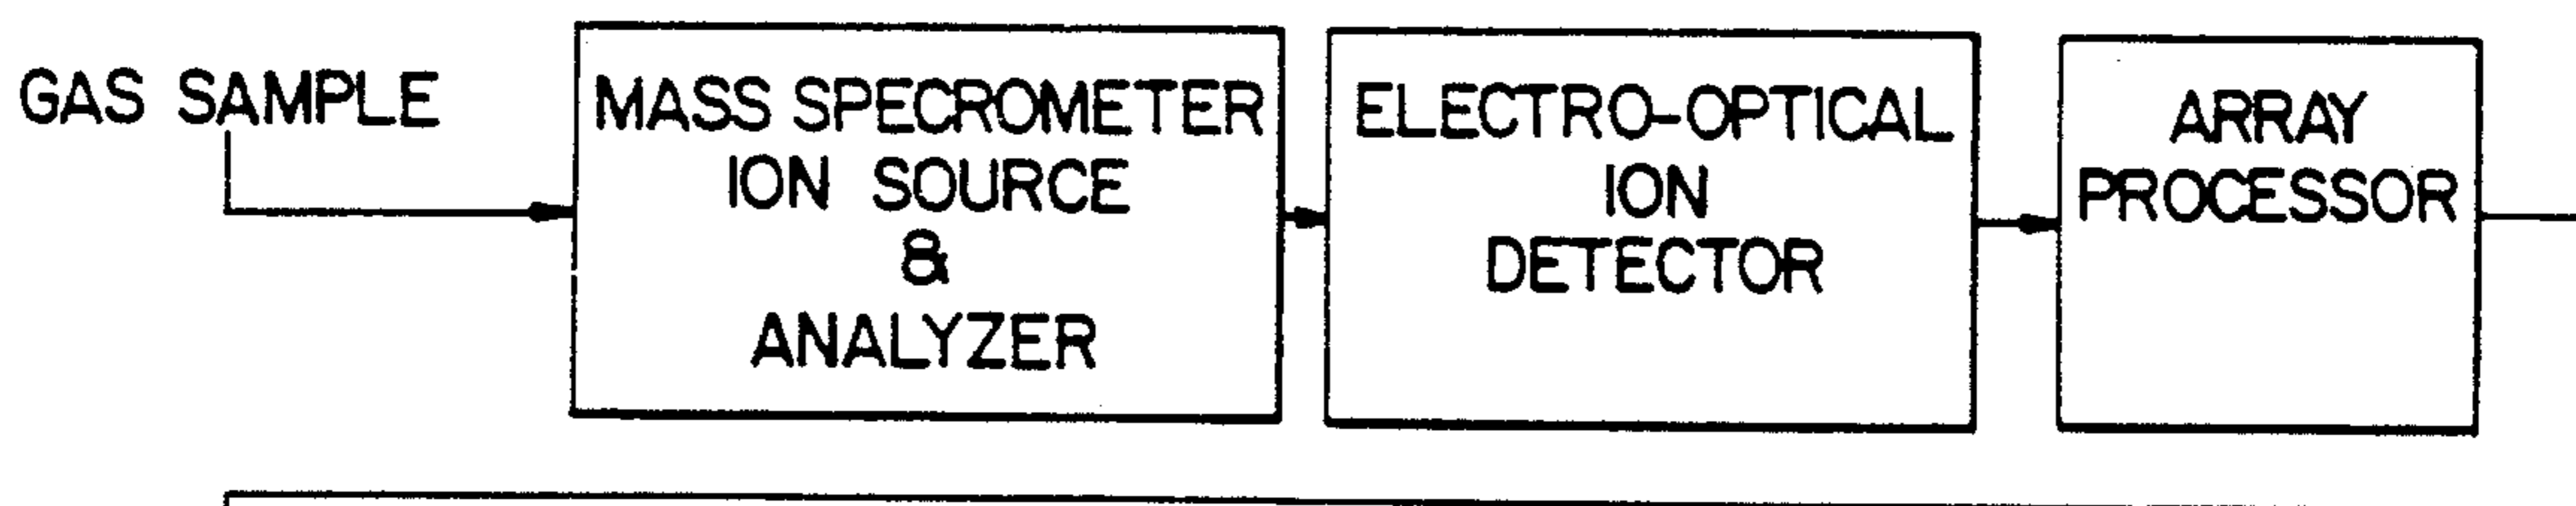 GAS SAMPLE
MASS SPECROMETER
ION SOURCE
&
ANALYZER
ELECTRO-OPTICAL
ION
DETECTOR
ARRAY
PROCESSOR